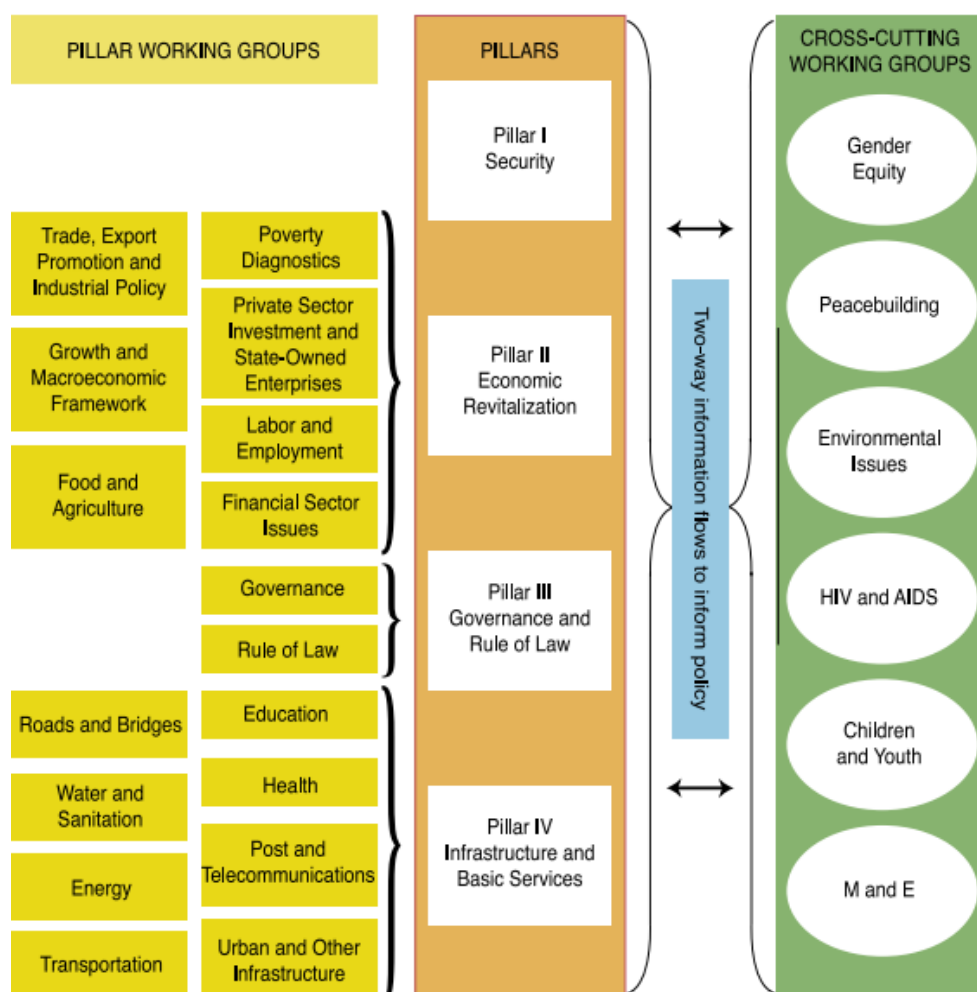 PILLAR WORKING GROUPS
Trade, Export
Promotion and
Industrial Policy
Growth and
Macroeconomic
Framework
Food and
Agriculture
Poverty
Diagnostics
Private Sector
Investment and
State-Owned
Enterprises
Labor and
Employment
Financial Sector
Issues
Governance
Rule of Law
Roads and Bridges
Water and
Sanitation
Energy
Transportation
Education
Health
Post and
Telecommunications
Urban and Other
Infrastructure
PILLARS
Pillar I
Security
Pillar II
Economic
Revitalization
Pillar III
Governance and
Rule of Law
Pillar IV
Infrastructure and
Basic Services
Two-way information flows to inform policy
CROSS-CUTTING
WORKING GROUPS
Gender
Equity
Peacebuilding
Environmental
Issues
HIV and AIDS
Children
and Youth
M and E